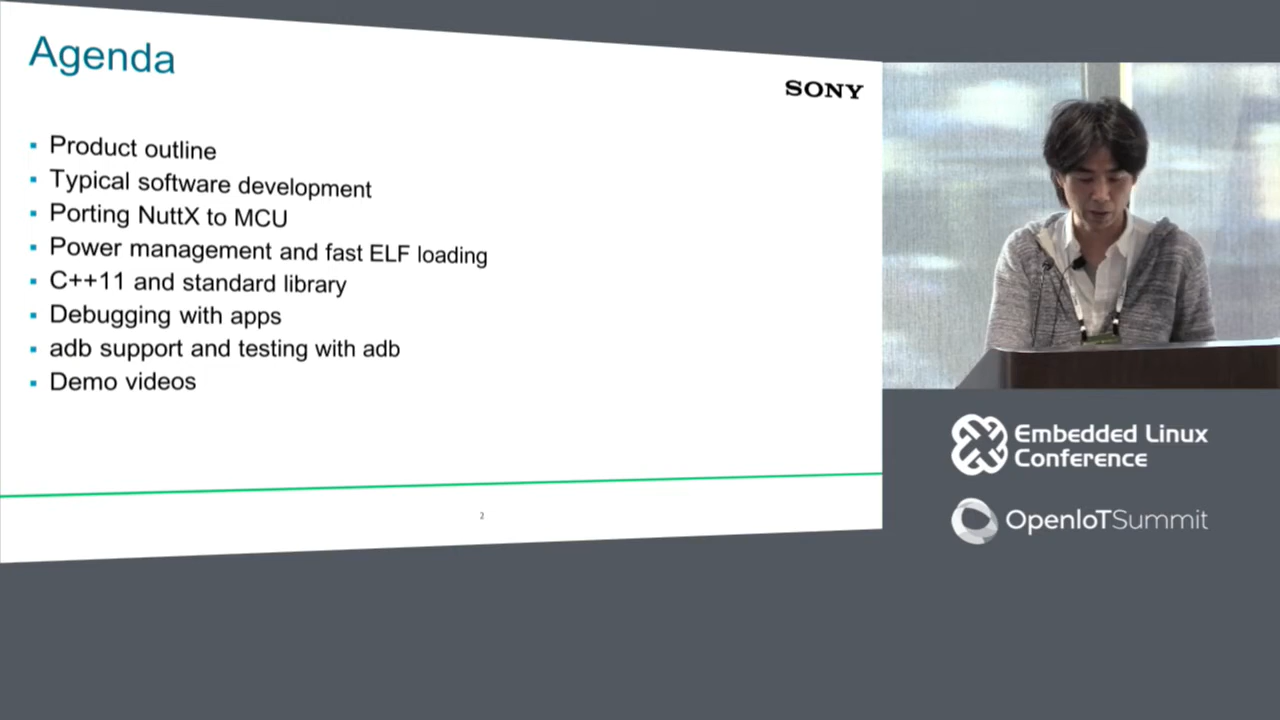 Agenda
SONY
Product outline
Typical software development
Porting NuttX to MCU
Power management and fast ELF loading
C++11 and standard library
Debugging with apps
adb support and testing with adb
Demo videos
2
Embedded Linux
Conference
OpenIoTSummit